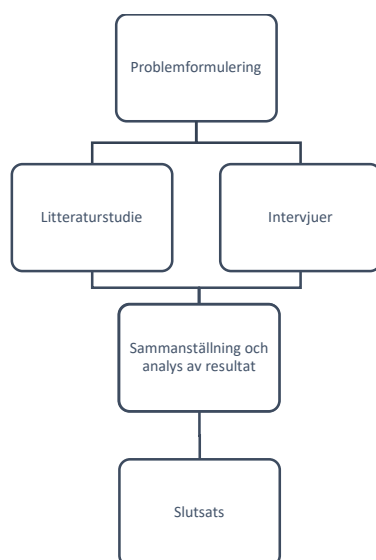 Problemformulering
Litteraturstudie
Intervjuer
Sammanställning och
analys av resultat
Slutsats